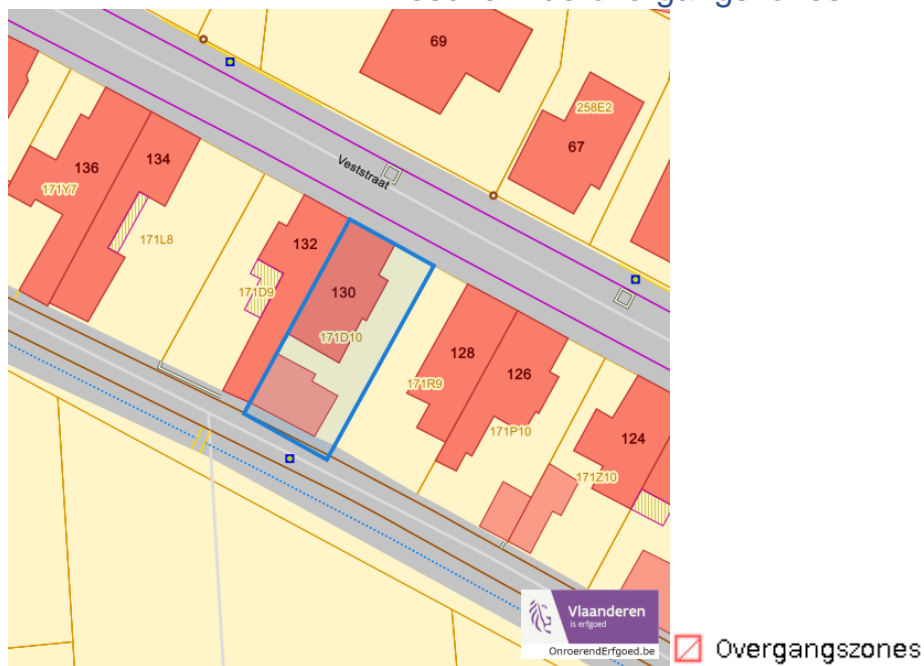 69
258E2
67
Veststraat
136
134
171Y7
171L8
132
171D9
130
171D10
128
171R9
126
171P10
124
171Z10
Vlaanderen
is erfgoed
OnroerendErfgoed.be
Overgangszones